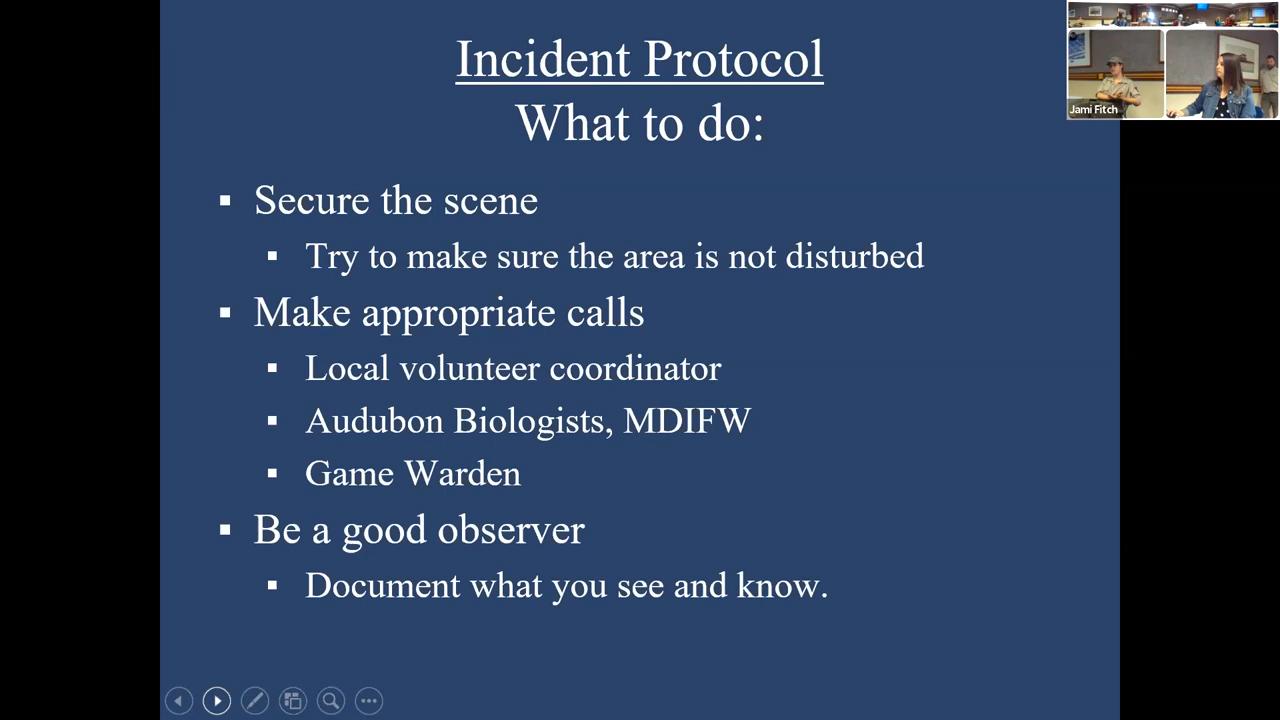 Incident Protocol
What to do:
▪ Secure the scene
▪ Try to make sure the area is not disturbed
▪ Make appropriate calls
▪ Local volunteer coordinator
▪ Audubon Biologists, MDIFW
▪ Game Warden
▪ Be a good observer
▪ Document what you see and know.
Jami Fitch